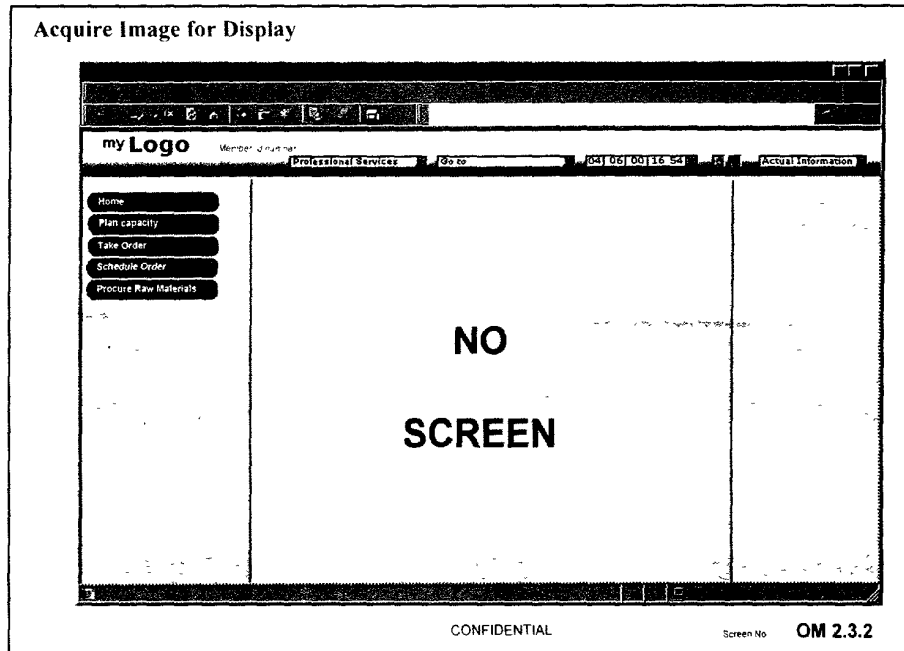 Acquire Image for Display
my Logo
Professional Services Go to 04 06 00 16 54 Actual Information
Home
Plan capacity
Take Order
Schedule Order
Procure Raw Materials
NO
SCREEN
CONFIDENTIAL Screen No OM 2.3.2